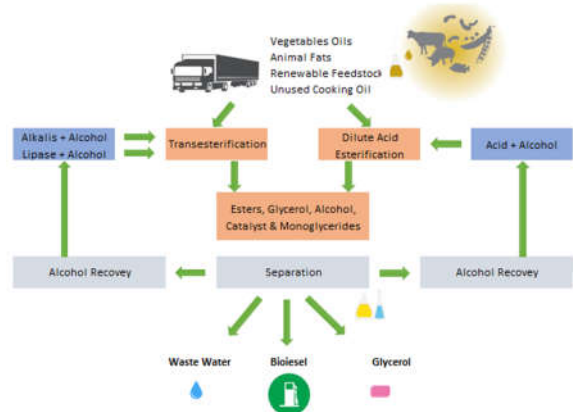 Vegetables Oils
Animal Fats
Renewable Feedstock
Unused Cooking Oil
Alkalis + Alcohol
Lipase + Alcohol
Transesterification
Dilute Acid
Esterification
Acid + Alcohol
Esters, Glycerol, Alcohol,
Catalyst & Monoglycerides
Alcohol Recovey
Separation
Alcohol Recovey
Waste Water
Bioiesel
Glycerol